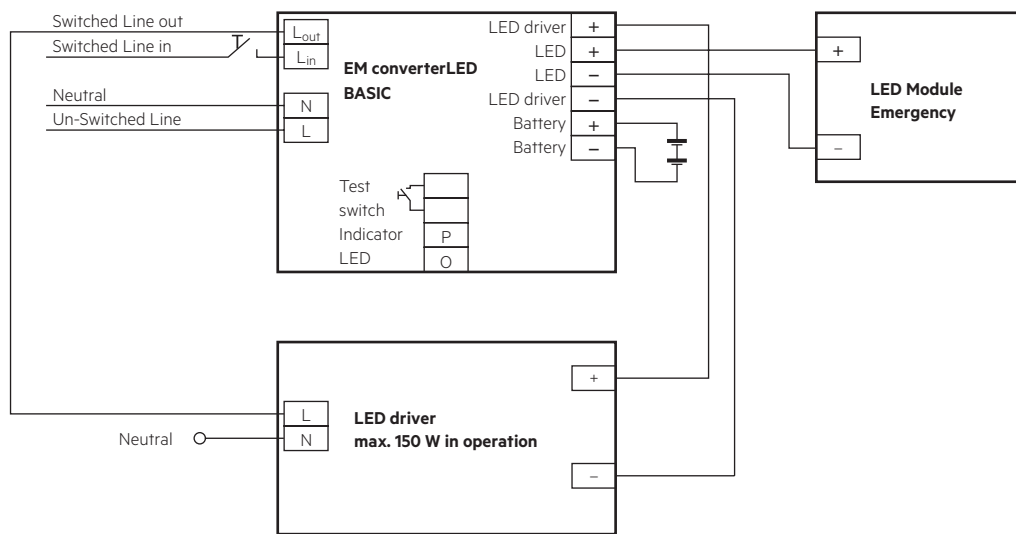 Switched Line out
Switched Line in
Neutral
Un-Switched Line
Lout
Lin
N
L
EM converterLED
BASIC
LED driver +
LED +
LED −
LED driver −
Battery +
Battery −
Test
switch
Indicator P
LED O
+
−
LED Module
Emergency
L
N
Neutral
LED driver
max. 150 W in operation
+
−